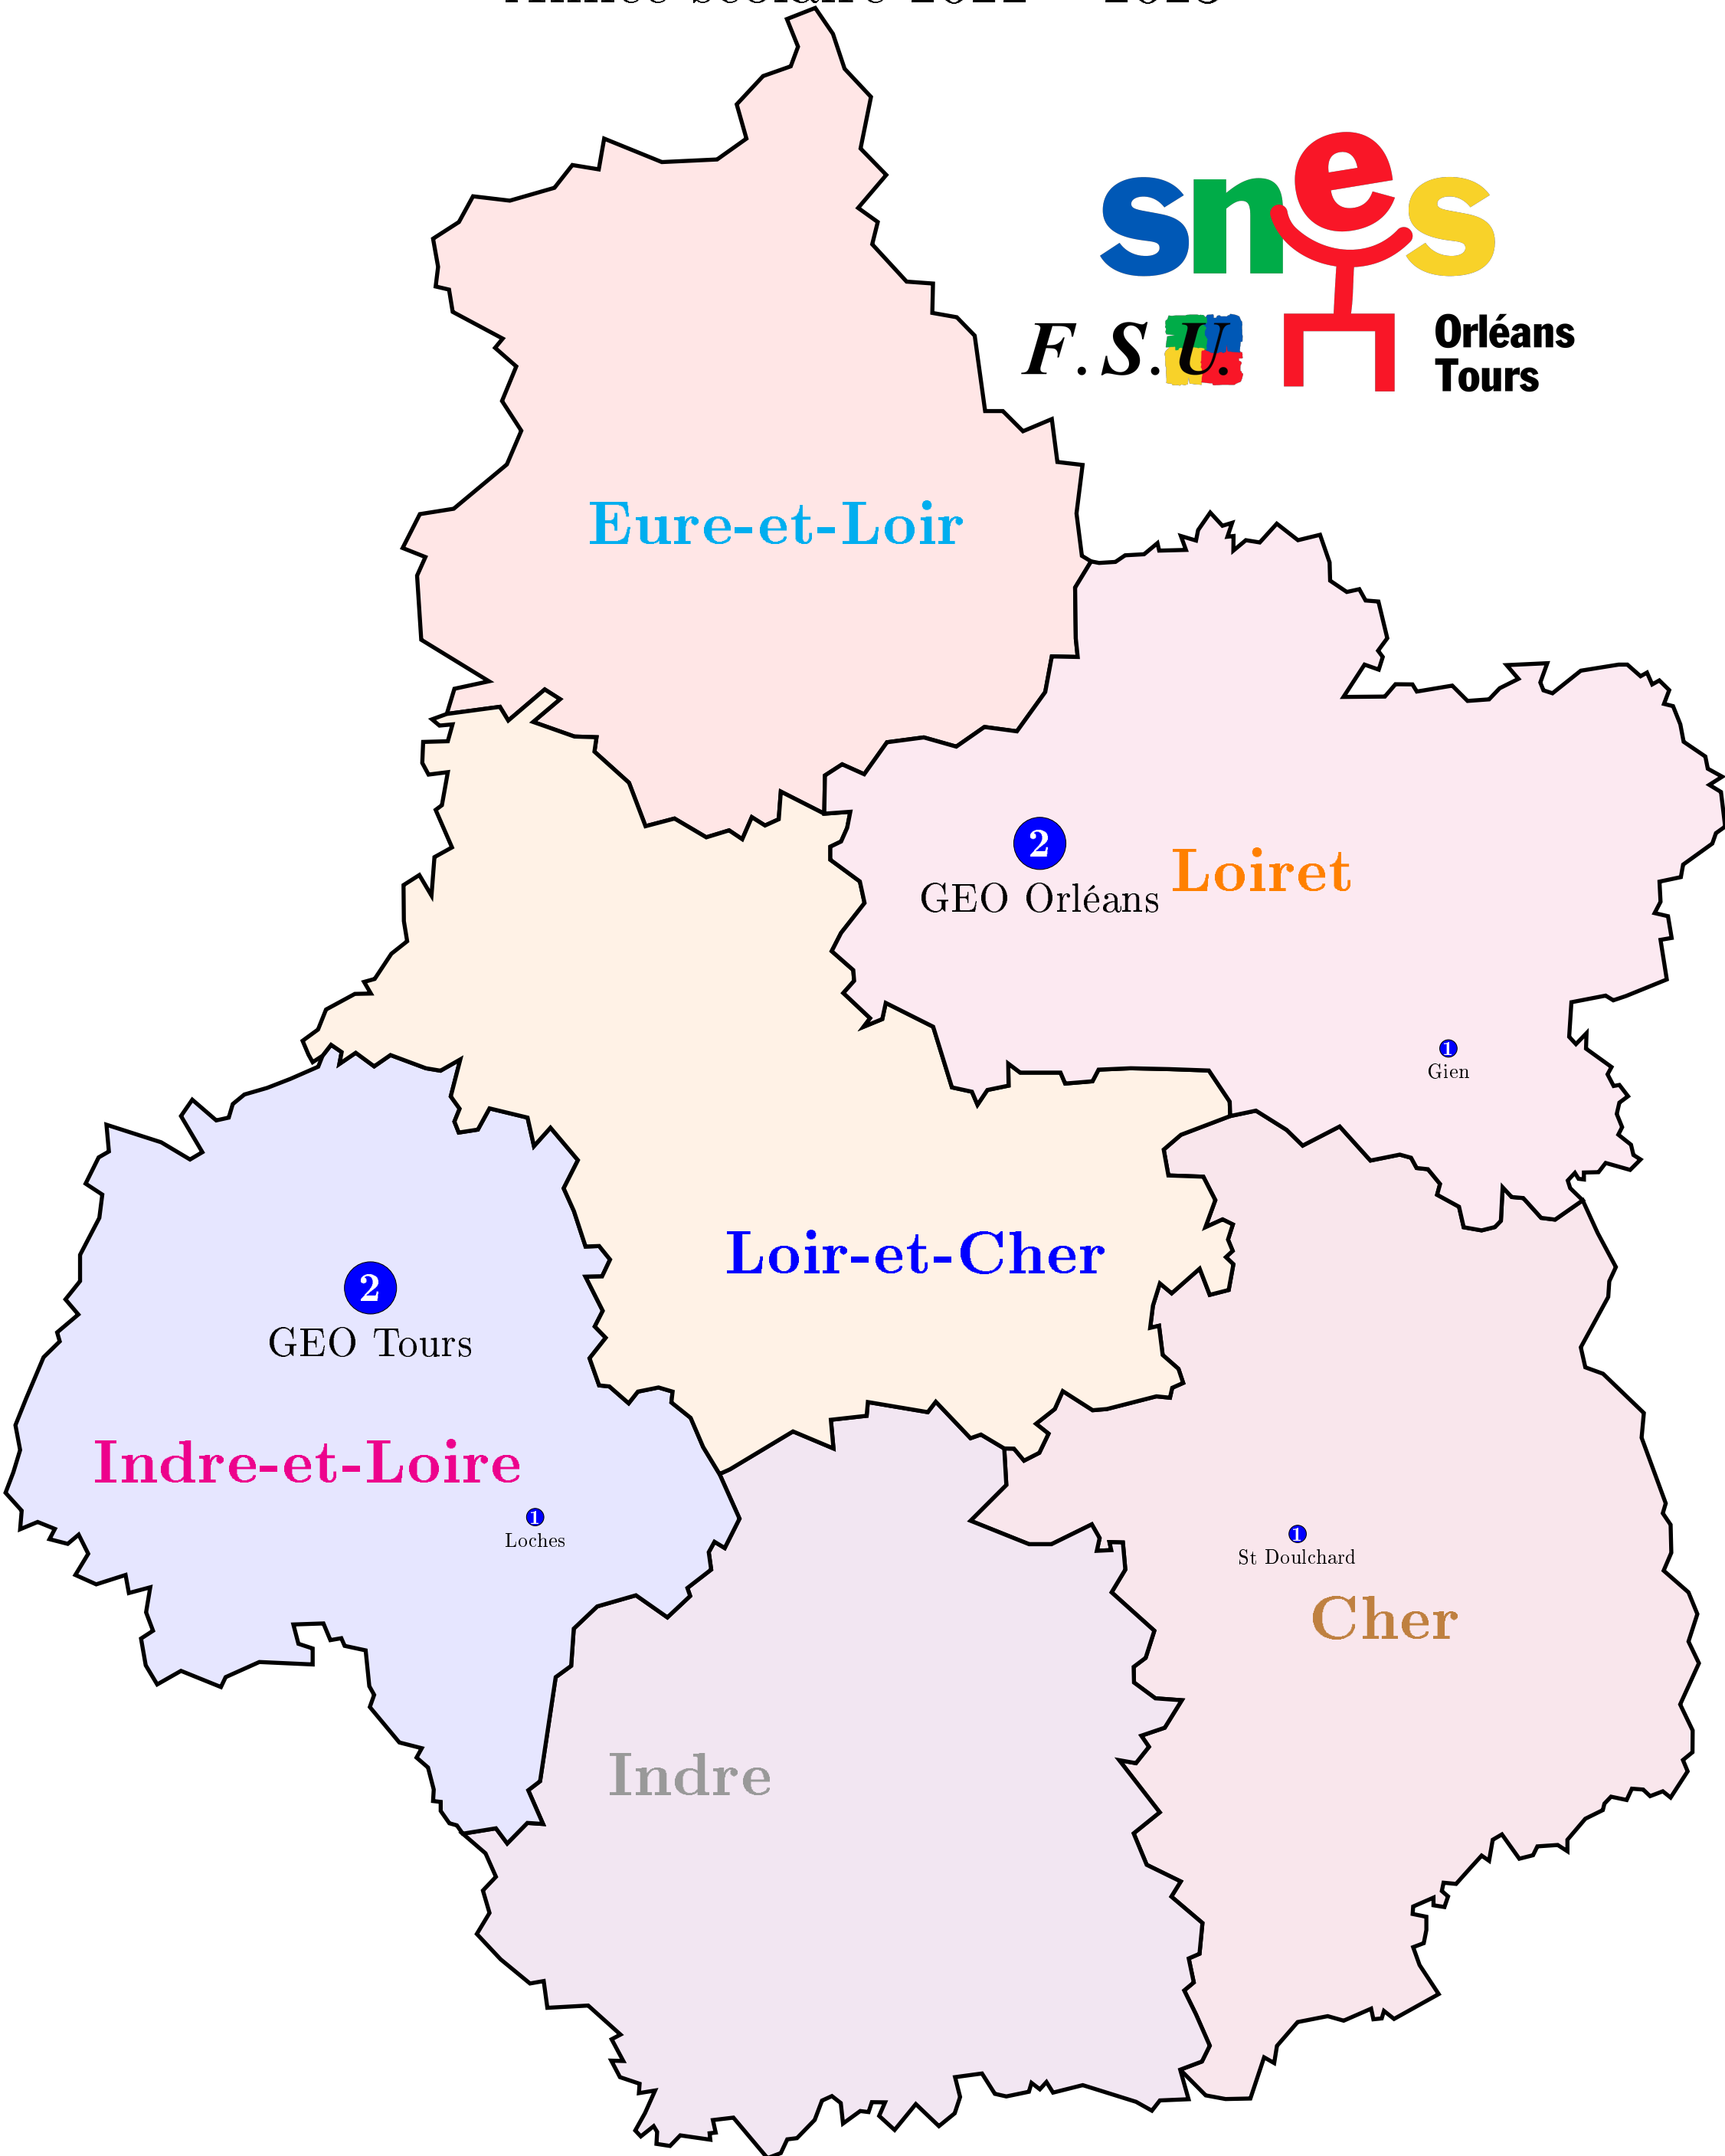 snes
F.S.U.
Orléans
Tours
Eure-et-Loir
2
GEO Orléans
Loiret
1
Gien
Loir-et-Cher
2
GEO Tours
Indre-et-Loire
1
Loches
1
St Doulchard
Cher
Indre